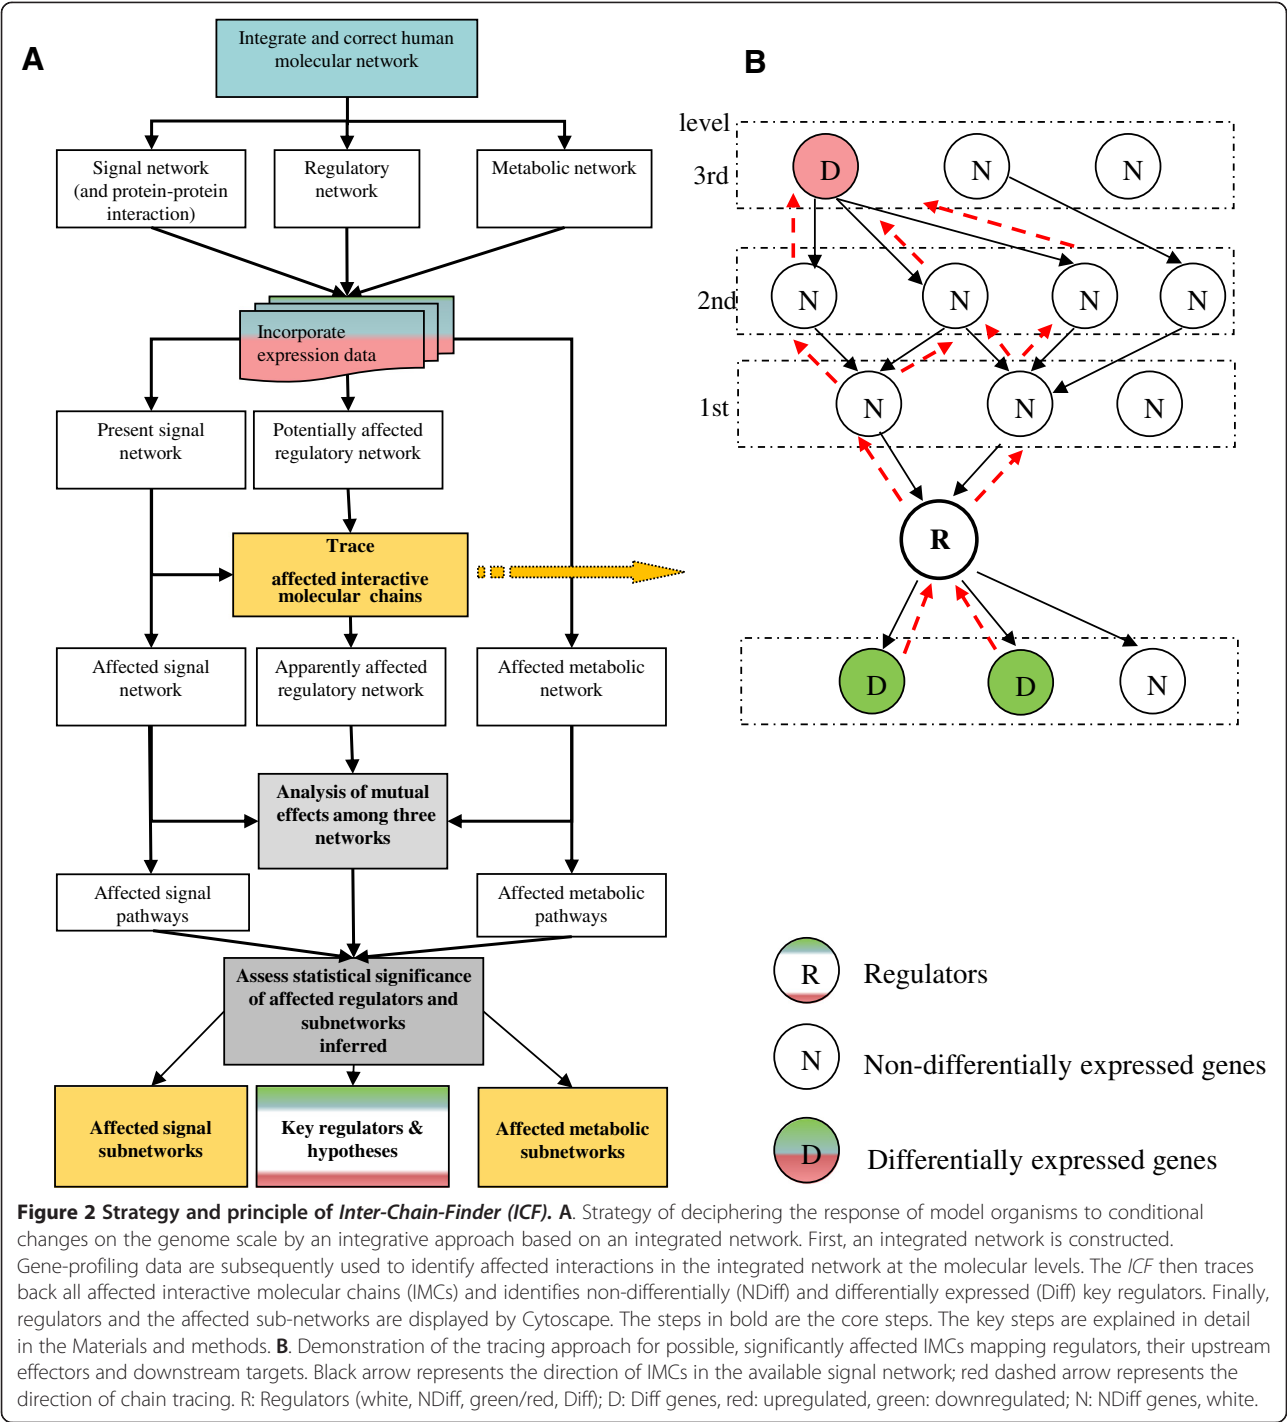 A
Integrate and correct human
molecular network
Signal network
(and protein-protein
interaction)
Regulatory
network
Metabolic network
Incorporate
expression data
Present signal
network
Potentially affected
regulatory network
Trace
affected interactive
molecular chains
Affected signal
network
Apparently affected
regulatory network
Affected metabolic
network
Analysis of mutual
effects among three
networks
Affected signal
pathways
Affected metabolic
pathways
Assess statistical significance
of affected regulators and
subnetworks
inferred
Affected signal
subnetworks
Key regulators &
hypotheses
Affected metabolic
subnetworks
B
level
3rd
D
N
N
2nd
N
N
N
N
1st
N
N
N
R
D
D
N
R
Regulators
N
Non-differentially expressed genes
D
Differentially expressed genes
Figure 2 Strategy and principle of Inter-Chain-Finder (ICF). A. Strategy of deciphering the response of model organisms to conditional
changes on the genome scale by an integrative approach based on an integrated network. First, an integrated network is constructed.
Gene-profiling data are subsequently used to identify affected interactions in the integrated network at the molecular levels. The ICF then traces
back all affected interactive molecular chains (IMCs) and identifies non-differentially (NDiff) and differentially expressed (Diff) key regulators. Finally,
regulators and the affected sub-networks are displayed by Cytoscape. The steps in bold are the core steps. The key steps are explained in detail
in the Materials and methods. B. Demonstration of the tracing approach for possible, significantly affected IMCs mapping regulators, their upstream
effectors and downstream targets. Black arrow represents the direction of IMCs in the available signal network; red dashed arrow represents the
direction of chain tracing. R: Regulators (white, NDiff, green/red, Diff); D: Diff genes, red: upregulated, green: downregulated; N: NDiff genes, white.